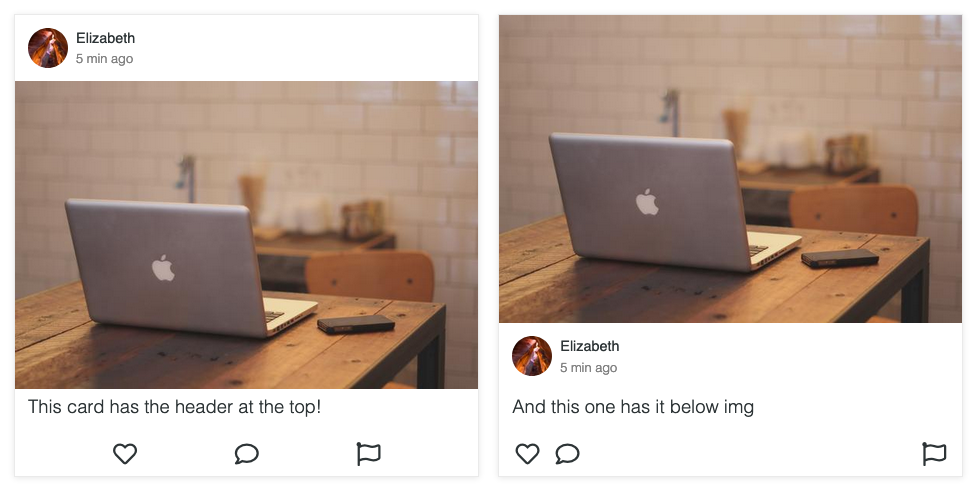 Elizabeth
5 min ago
This card has the header at the top!
Elizabeth
5 min ago
And this one has it below img